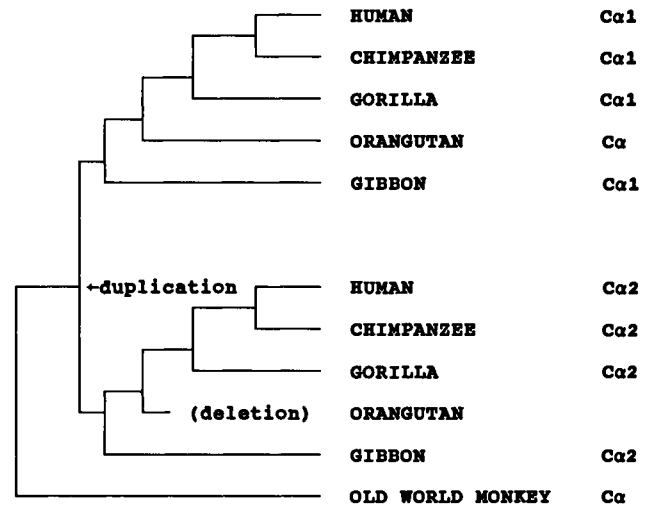 HUMAN Cα1
CHIMPANZEE Cα1
GORILLA Cα1
ORANGUTAN Cα
GIBBON Cα1
←duplication HUMAN Cα2
CHIMPANZEE Cα2
GORILLA Cα2
(deletion) ORANGUTAN
GIBBON Cα2
OLD WORLD MONKEY Cα